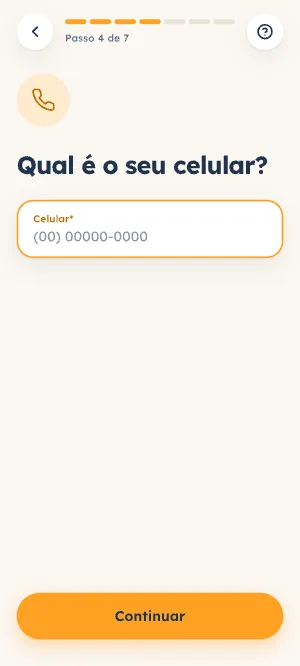 Passo 4 de 7
Qual é o seu celular?
Celular*
(00) 00000-0000
Continuar